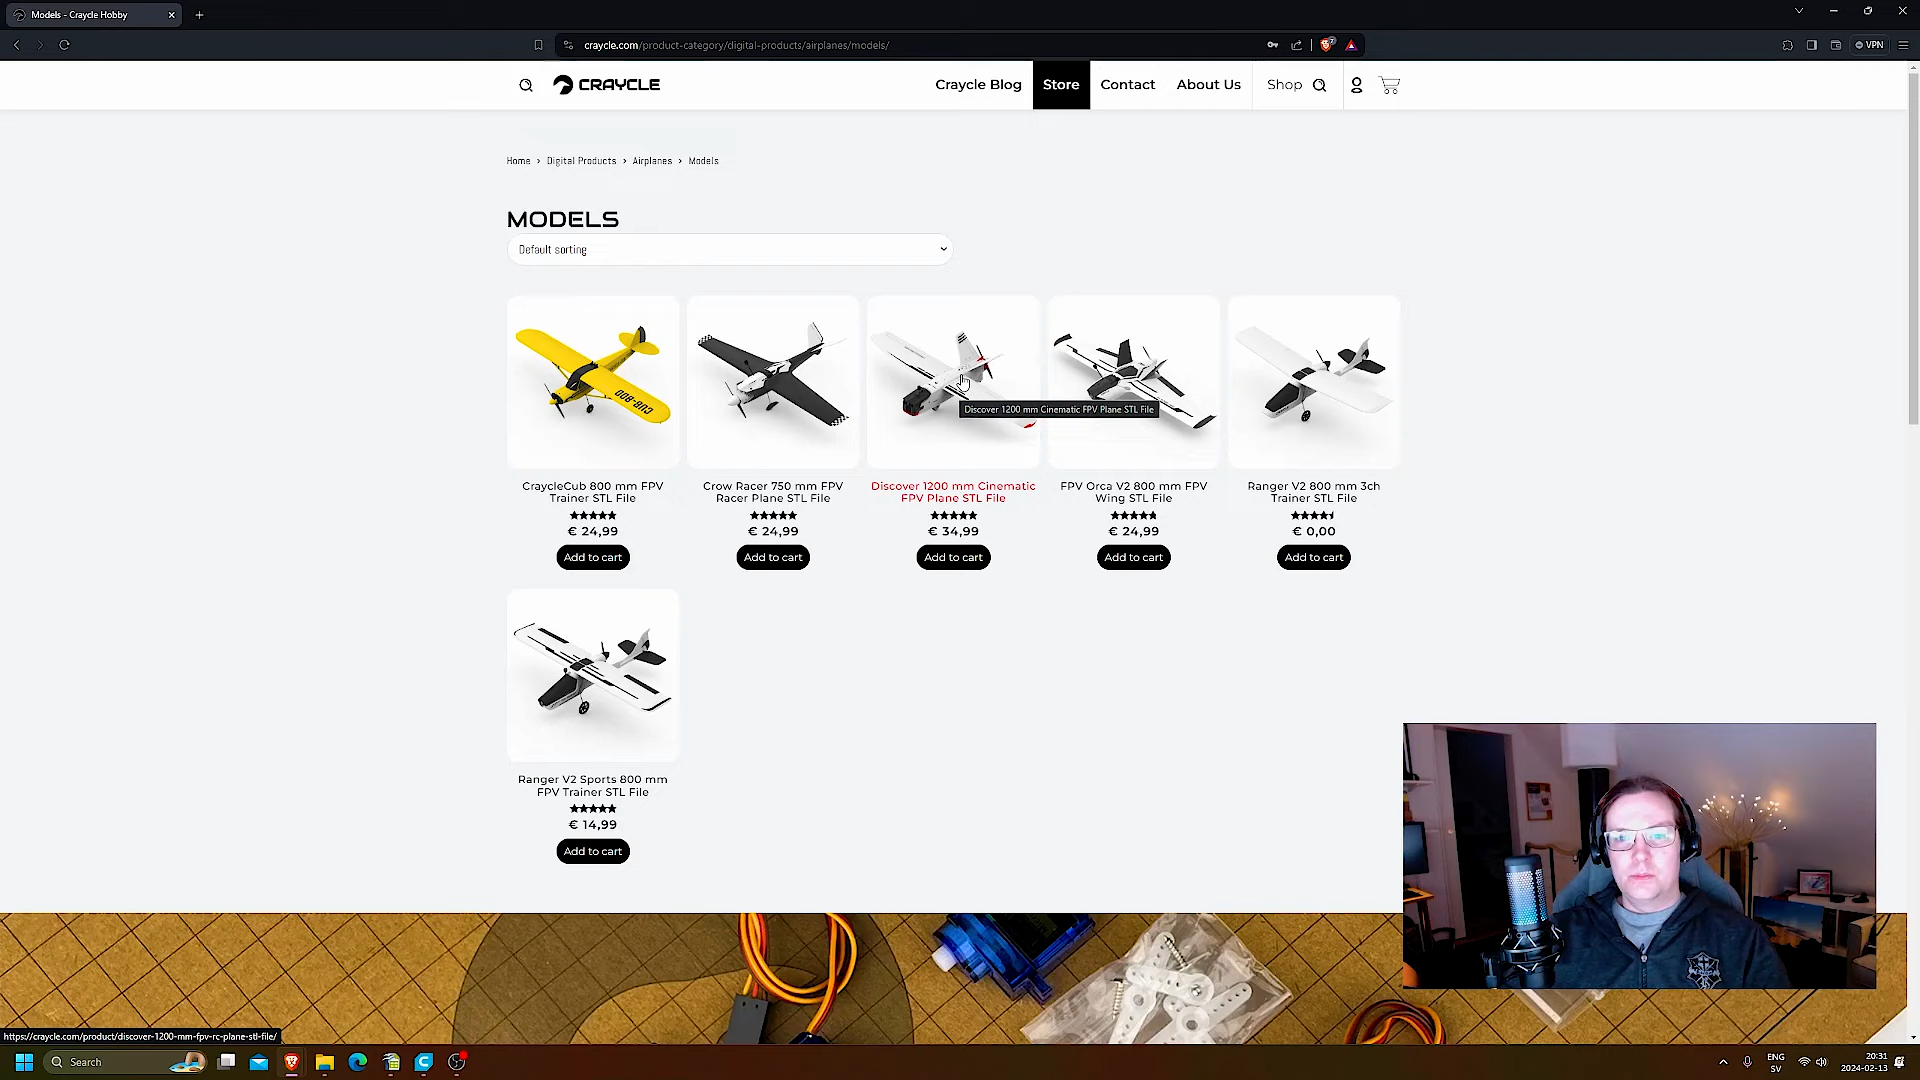 Models - Craycle Hobby
craycle.com/product-category/digital-products/airplanes/models/
VPN
CRAYCLE
Craycle Blog
Store
Contact
About Us
Shop
Home › Digital Products › Airplanes › Models
MODELS
Default sorting
CUB-800
Discover 1200 mm Cinematic FPV Plane STL File
CraycleCub 800 mm FPV
Trainer STL File
€ 24,99
Add to cart
Crow Racer 750 mm FPV
Racer Plane STL File
€ 24,99
Add to cart
Discover 1200 mm Cinematic
FPV Plane STL File
€ 34,99
Add to cart
FPV Orca V2 800 mm FPV
Wing STL File
€ 24,99
Add to cart
Ranger V2 800 mm 3ch
Trainer STL File
€ 0,00
Add to cart
Ranger V2 Sports 800 mm
FPV Trainer STL File
€ 14,99
Add to cart
https://craycle.com/product/discover-1200-mm-fpv-rc-plane-stl-file/
Search
ENG
SV
20:31
2024-02-13